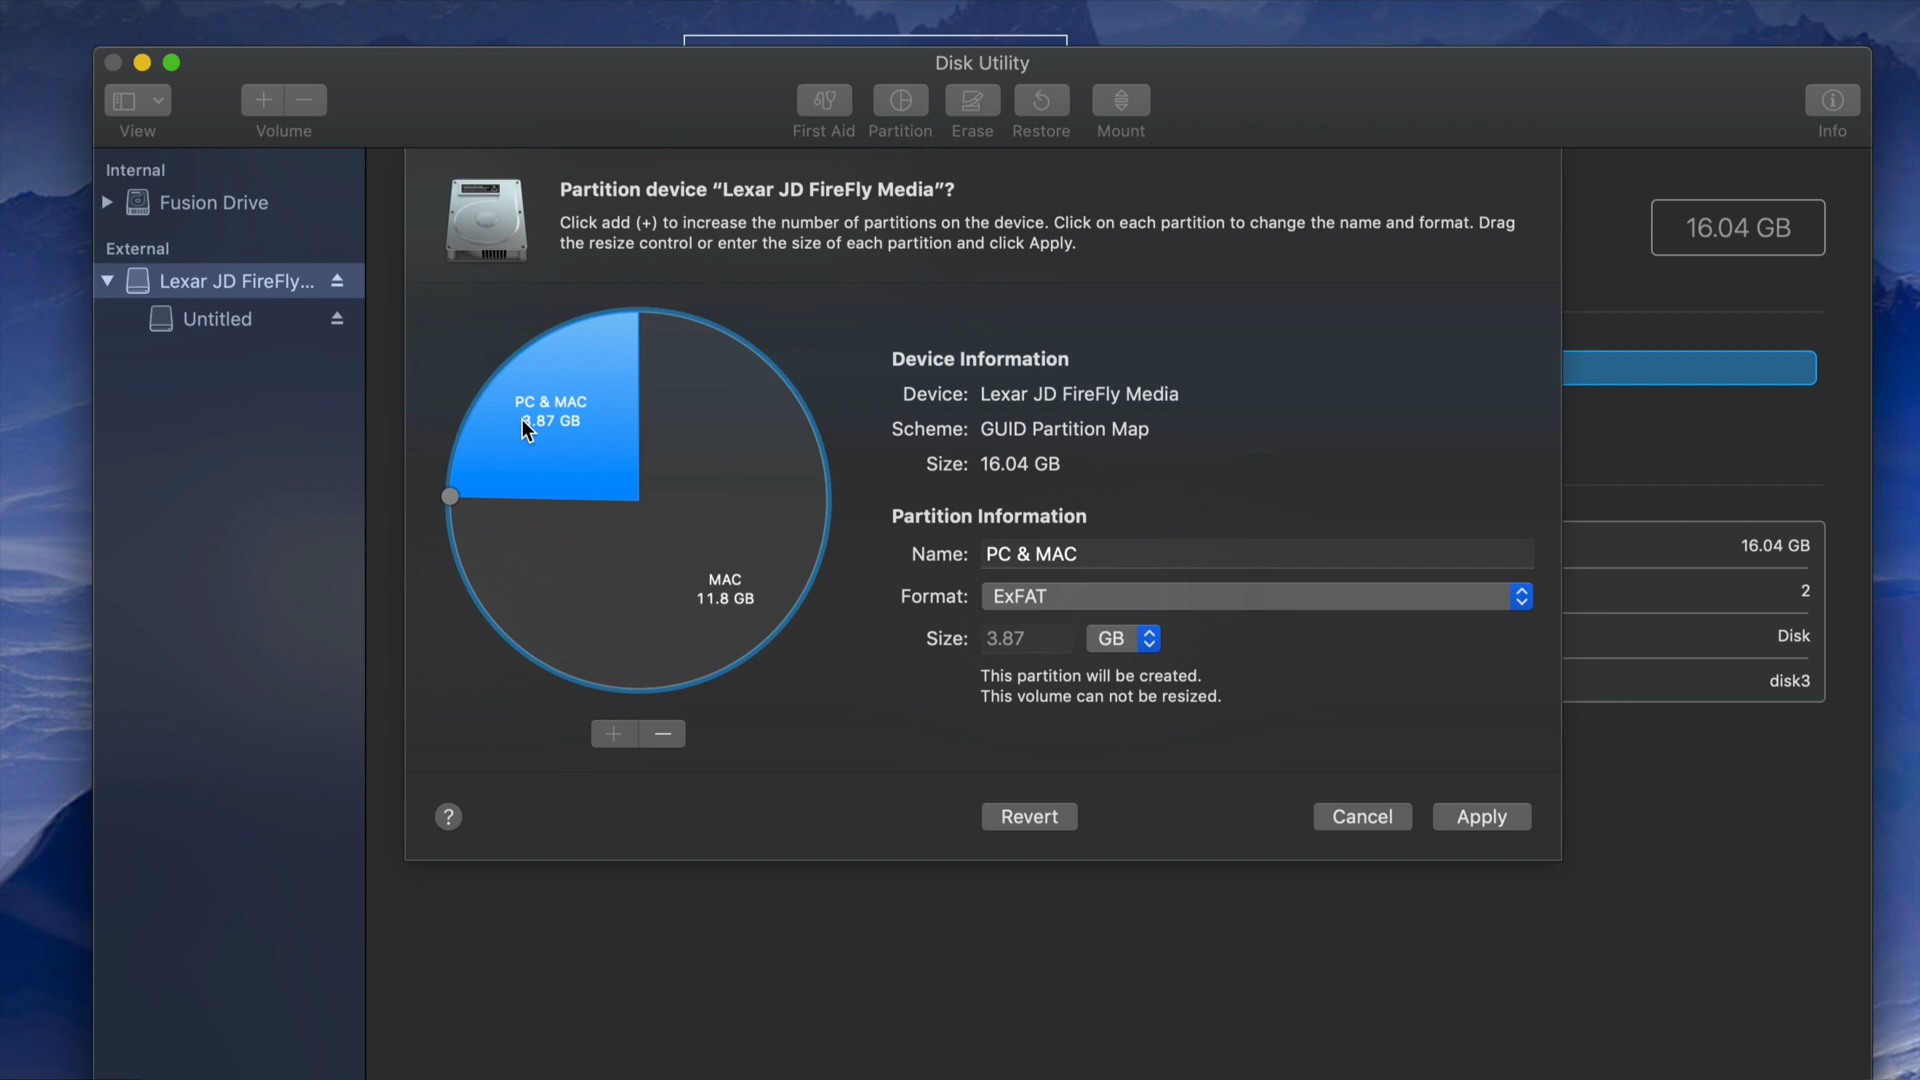 Disk Utility
View
Volume
First Aid
Partition
Erase
Restore
Mount
Info
Internal
Fusion Drive
External
Lexar JD FireFly...
Untitled
Partition device “Lexar JD FireFly Media”?
Click add (+) to increase the number of partitions on the device. Click on each partition to change the name and format. Drag
the resize control or enter the size of each partition and click Apply.
16.04 GB
PC & MAC
3.87 GB
MAC
11.8 GB
Device Information
Device: Lexar JD FireFly Media
Scheme: GUID Partition Map
Size: 16.04 GB
Partition Information
Name: PC & MAC
Format: ExFAT
Size: 3.87 GB
This partition will be created.
This volume can not be resized.
16.04 GB
2
Disk
disk3
?
Revert
Cancel
Apply